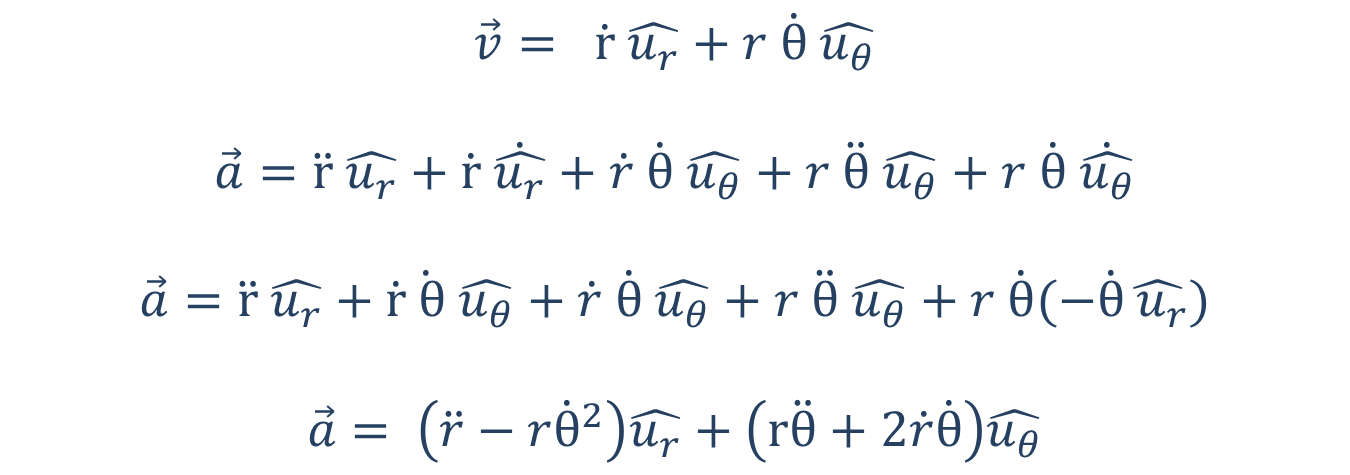 v⃗ = ṙ û_r + r θ̇ û_θ
a⃗ = r̈ û_r + ṙ û̇_r + ṙ θ̇ û_θ + r θ̈ û_θ + r θ̇ û̇_θ
a⃗ = r̈ û_r + ṙ θ̇ û_θ + ṙ θ̇ û_θ + r θ̈ û_θ + r θ̇(−θ̇ û_r)
a⃗ = (r̈ − rθ̇²)û_r + (rθ̈ + 2ṙθ̇)û_θ